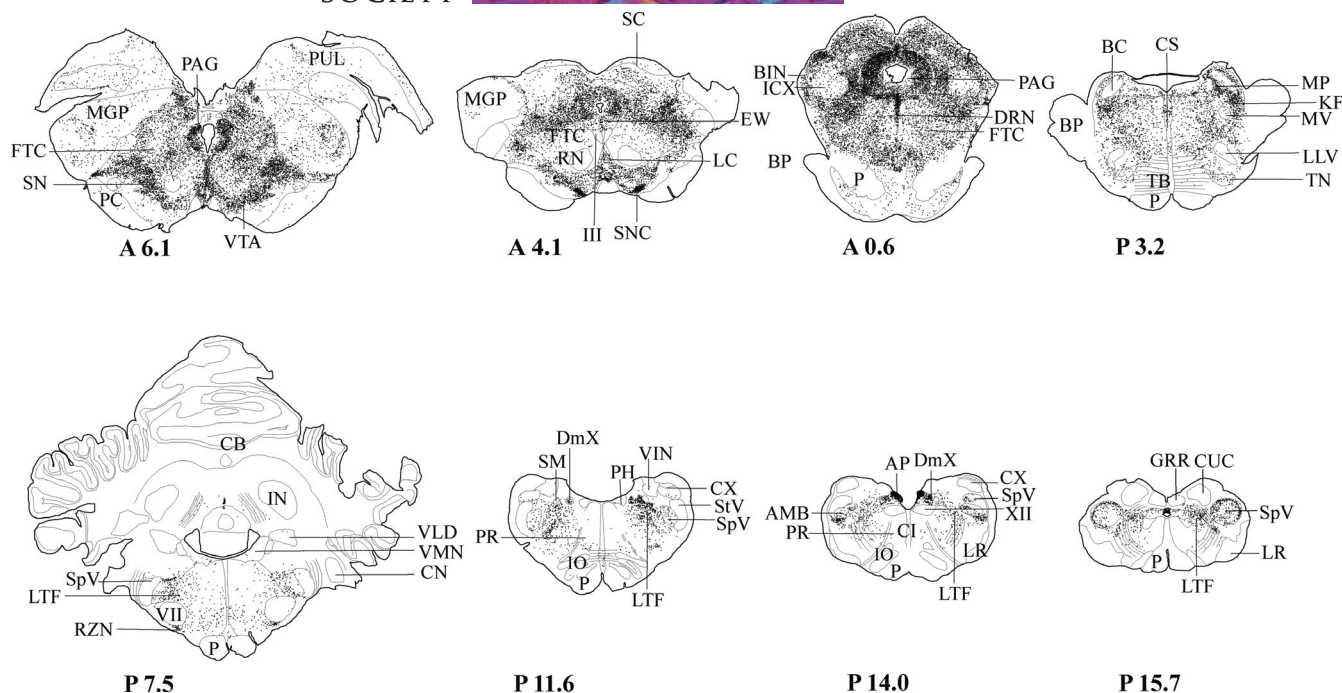 SOCIETY
PAG
PUL
MGP
FTC
SN
PC
VTA
A 6.1
SC
MGP
EW
FTC
RN
LC
III
SNC
A 4.1
BIN
ICX
PAG
DRN
FTC
BP
P
A 0.6
BC
CS
MP
KF
MV
BP
LLV
TB
TN
P
P 3.2
CB
IN
VLD
VMN
SpV
CN
LTF
VII
RZN
P
P 7.5
DmX
SM
PH
VIN
CX
StV
SpV
PR
IO
P
LTF
P 11.6
AP
DmX
CX
SpV
AMB
XII
PR
CI
IO
LR
P
LTF
P 14.0
GRR
CUC
SpV
LR
P
LTF
P 15.7